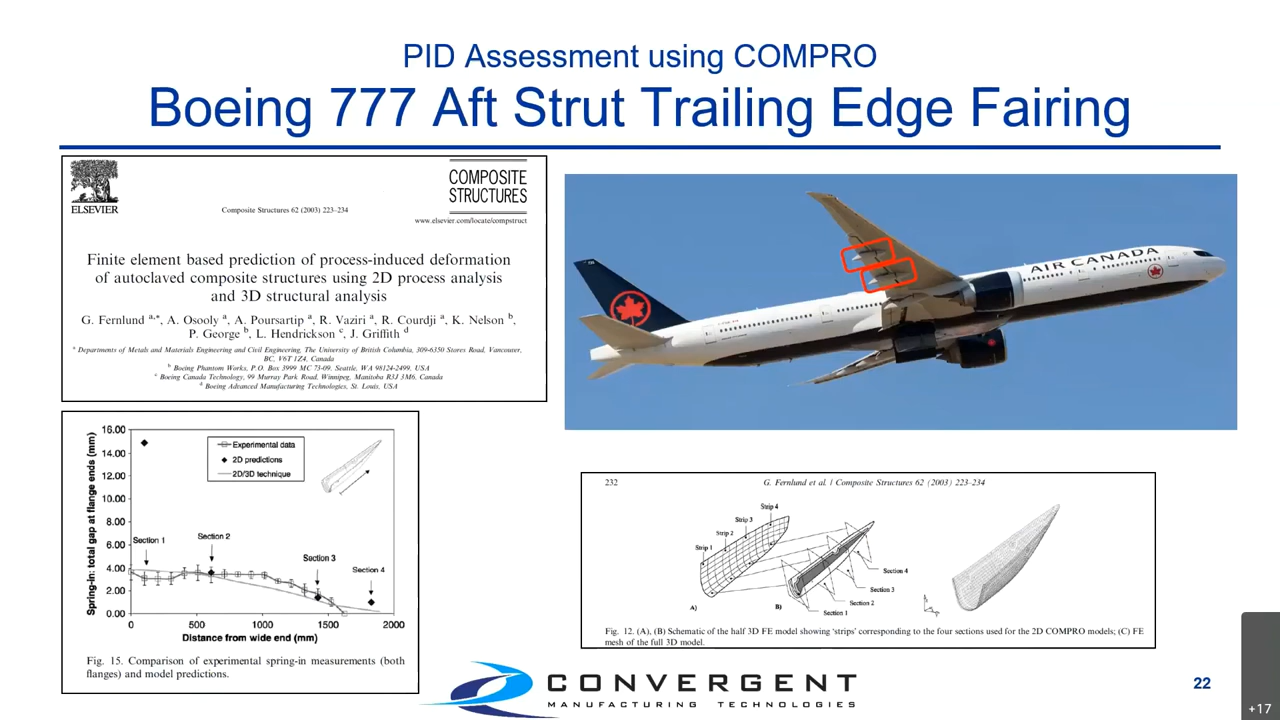 PID Assessment using COMPRO
Boeing 777 Aft Strut Trailing Edge Fairing
ELSEVIER
Composite Structures 62 (2003) 223–234
COMPOSITE
STRUCTURES
www.elsevier.com/locate/compstruct
Finite element based prediction of process-induced deformation
of autoclaved composite structures using 2D process analysis
and 3D structural analysis
G. Fernlund a,*, A. Osooly a, A. Poursartip a, R. Vaziri a, R. Courdji a, K. Nelson b,
P. George b, L. Hendrickson c, J. Griffith d
a Departments of Metals and Materials Engineering and Civil Engineering, The University of British Columbia, 309-6350 Stores Road, Vancouver,
BC, V6T 1Z4, Canada
b Boeing Phantom Works, P.O. Box 3999 MC 73-09, Seattle, WA 98124-2499, USA
c Boeing Canada Technology, 99 Murray Park Road, Winnipeg, Manitoba R3J 3M6, Canada
d Boeing Advanced Manufacturing Technologies, St. Louis, USA
AIR CANADA
Spring-in: total gap at flange ends (mm)
16.00
14.00
12.00
10.00
8.00
6.00
4.00
2.00
0.00
Experimental data
2D predictions
2D/3D technique
Section 1
Section 2
Section 3
Section 4
0
500
1000
1500
2000
Distance from wide end (mm)
Fig. 15. Comparison of experimental spring-in measurements (both
flanges) and model predictions.
232
G. Fernlund et al. / Composite Structures 62 (2003) 223–234
Strip 4
Strip 3
Strip 2
Strip 1
A)
B)
Section 4
Section 3
Section 2
Section 1
Fig. 12. (A), (B) Schematic of the half 3D FE model showing 'strips' corresponding to the four sections used for the 2D COMPRO models; (C) FE
mesh of the full 3D model.
CONVERGENT
MANUFACTURING TECHNOLOGIES
22
+17